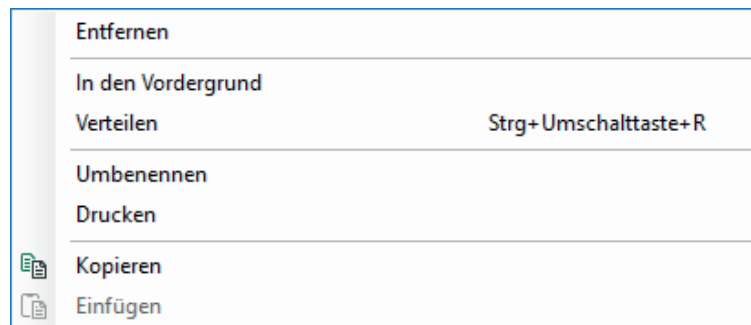 Entfernen
In den Vordergrund
Verteilen Strg+Umschalttaste+R
Umbenennen
Drucken
Kopieren
Einfügen